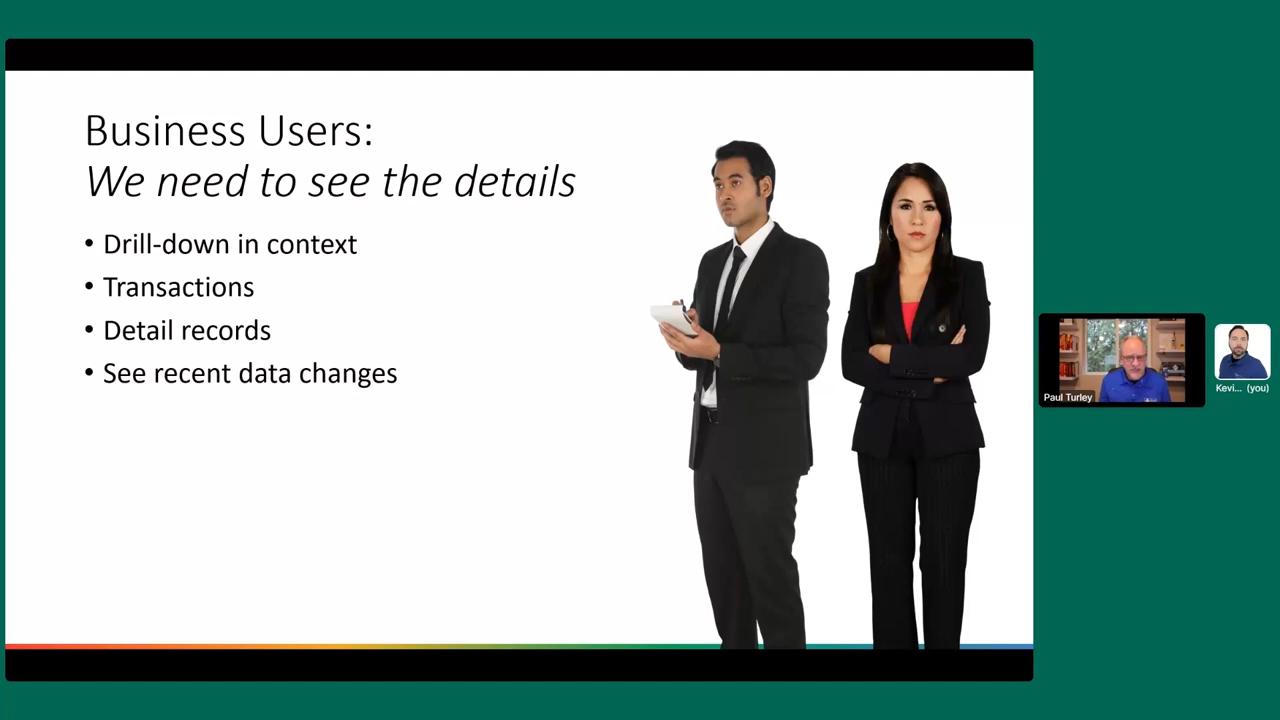 Business Users:
We need to see the details
• Drill-down in context
• Transactions
• Detail records
• See recent data changes
Paul Turley
Kevi... (you)